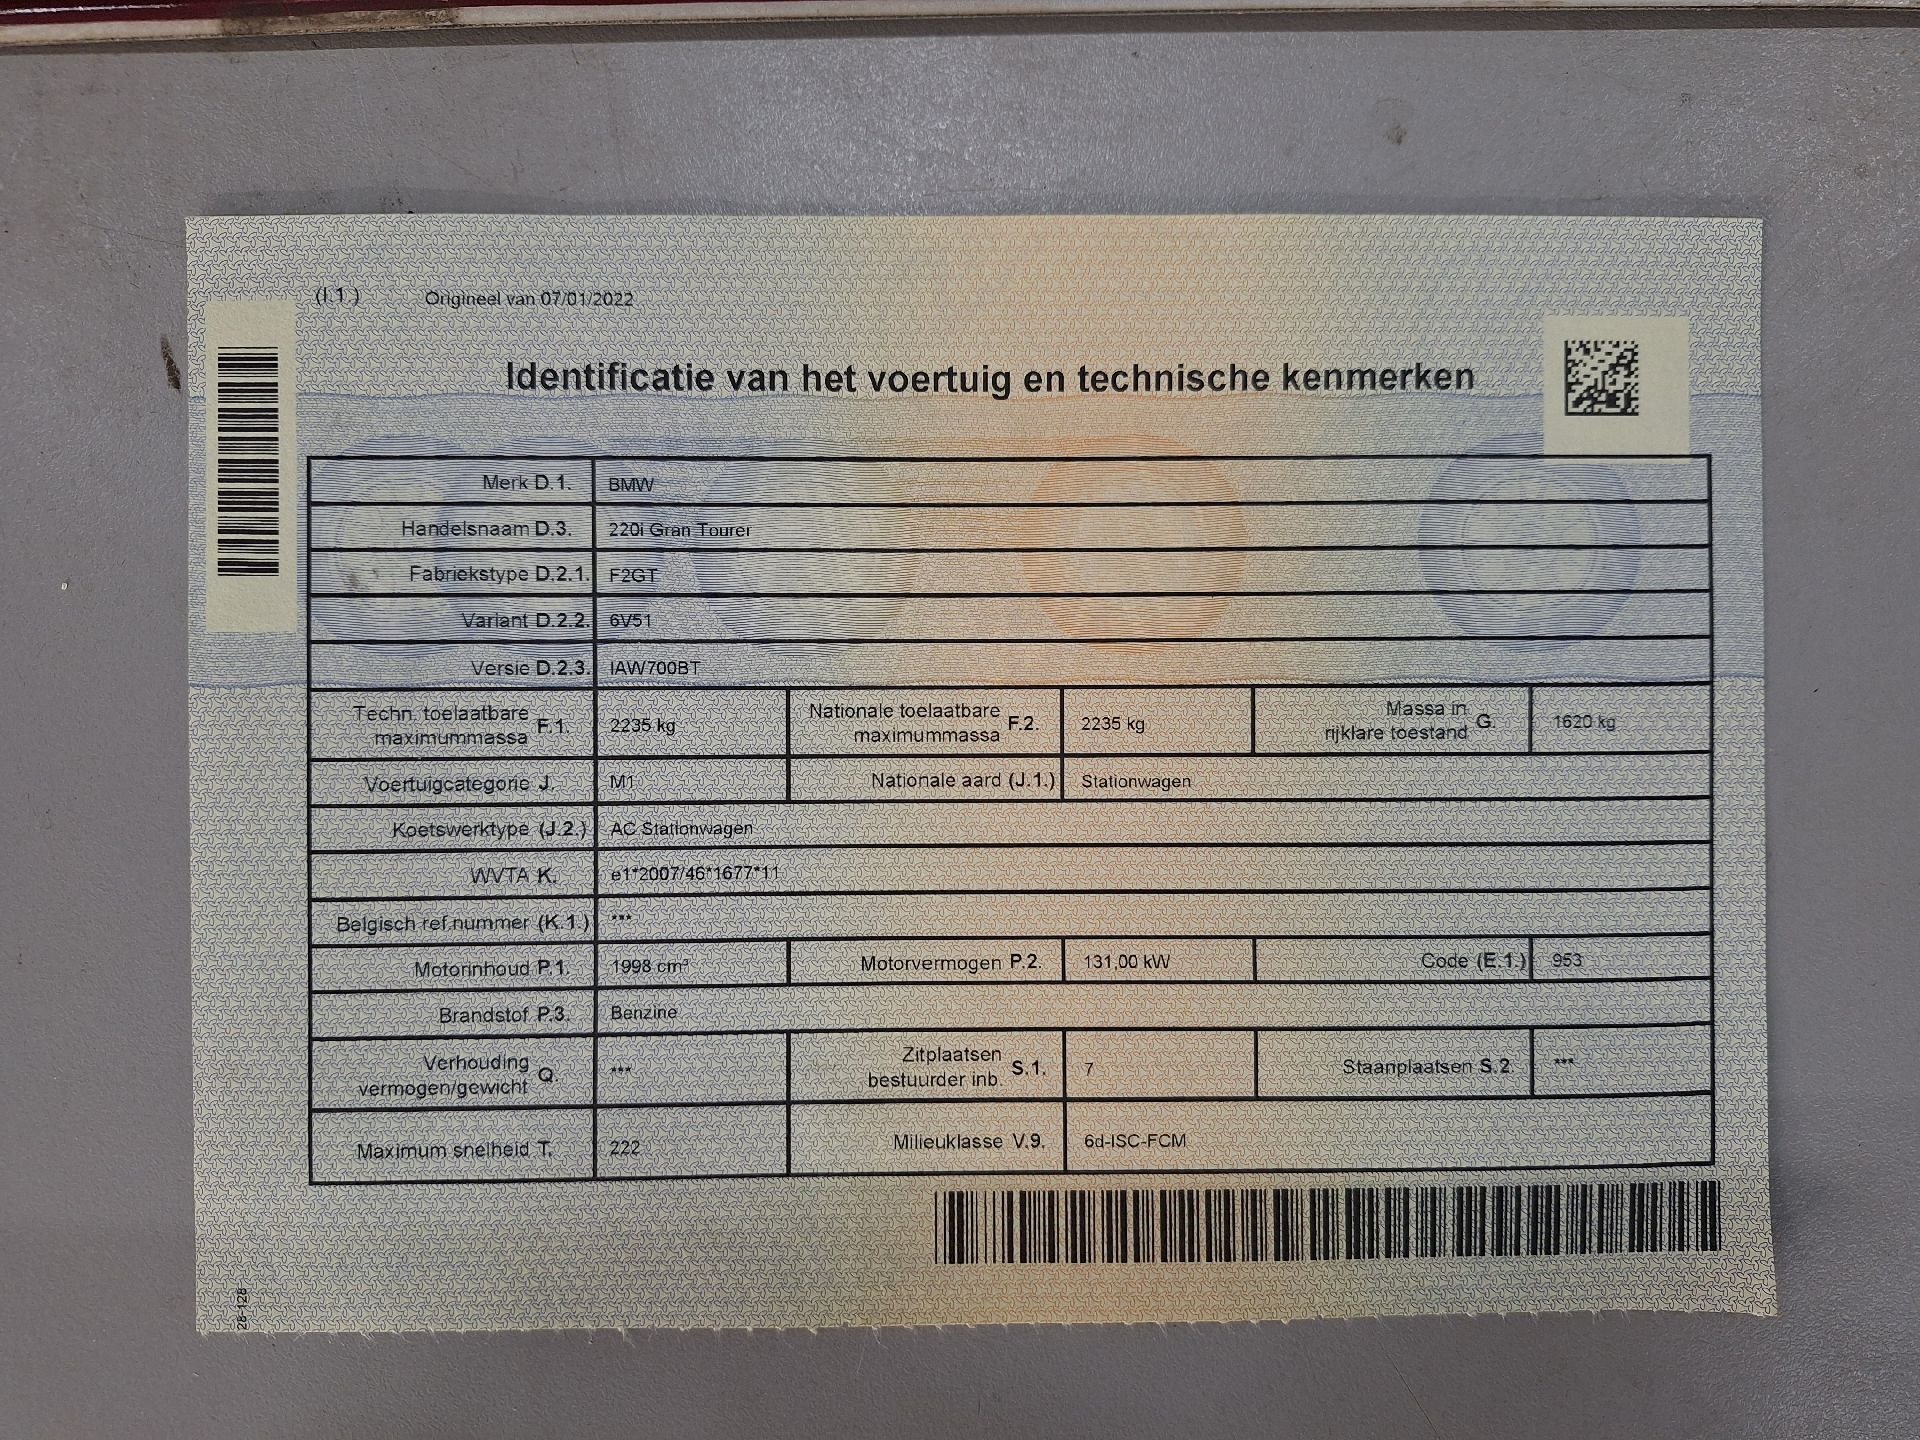 (I.1.) Origineel van 07/01/2022
Identificatie van het voertuig en technische kenmerken
Merk D.1. BMW
Handelsnaam D.3. 220i Gran Tourer
Fabriekstype D.2.1. F2GT
Variant D.2.2. 6V51
Versie D.2.3. IAW700BT
Techn. toelaatbare maximummassa F.1. 2235 kg Nationale toelaatbare maximummassa F.2. 2235 kg Massa in rijklare toestand G. 1620 kg
Voertuigcategorie J. M1 Nationale aard (J.1.) Stationwagen
Koetswerktype (J.2.) AC Stationwagen
WVTA K. e1*2007/46*1677*11
Belgisch ref.nummer (K.1.) ***
Motorinhoud P.1. 1998 cm³ Motorvermogen P.2. 131,00 kW Code (E.1.) 953
Brandstof P.3. Benzine
Verhouding vermogen/gewicht Q. *** Zitplaatsen bestuurder inb. S.1. 7 Staanplaatsen S.2. ***
Maximum snelheid T. 222 Milieuklasse V.9. 6d-ISC-FCM
28-128